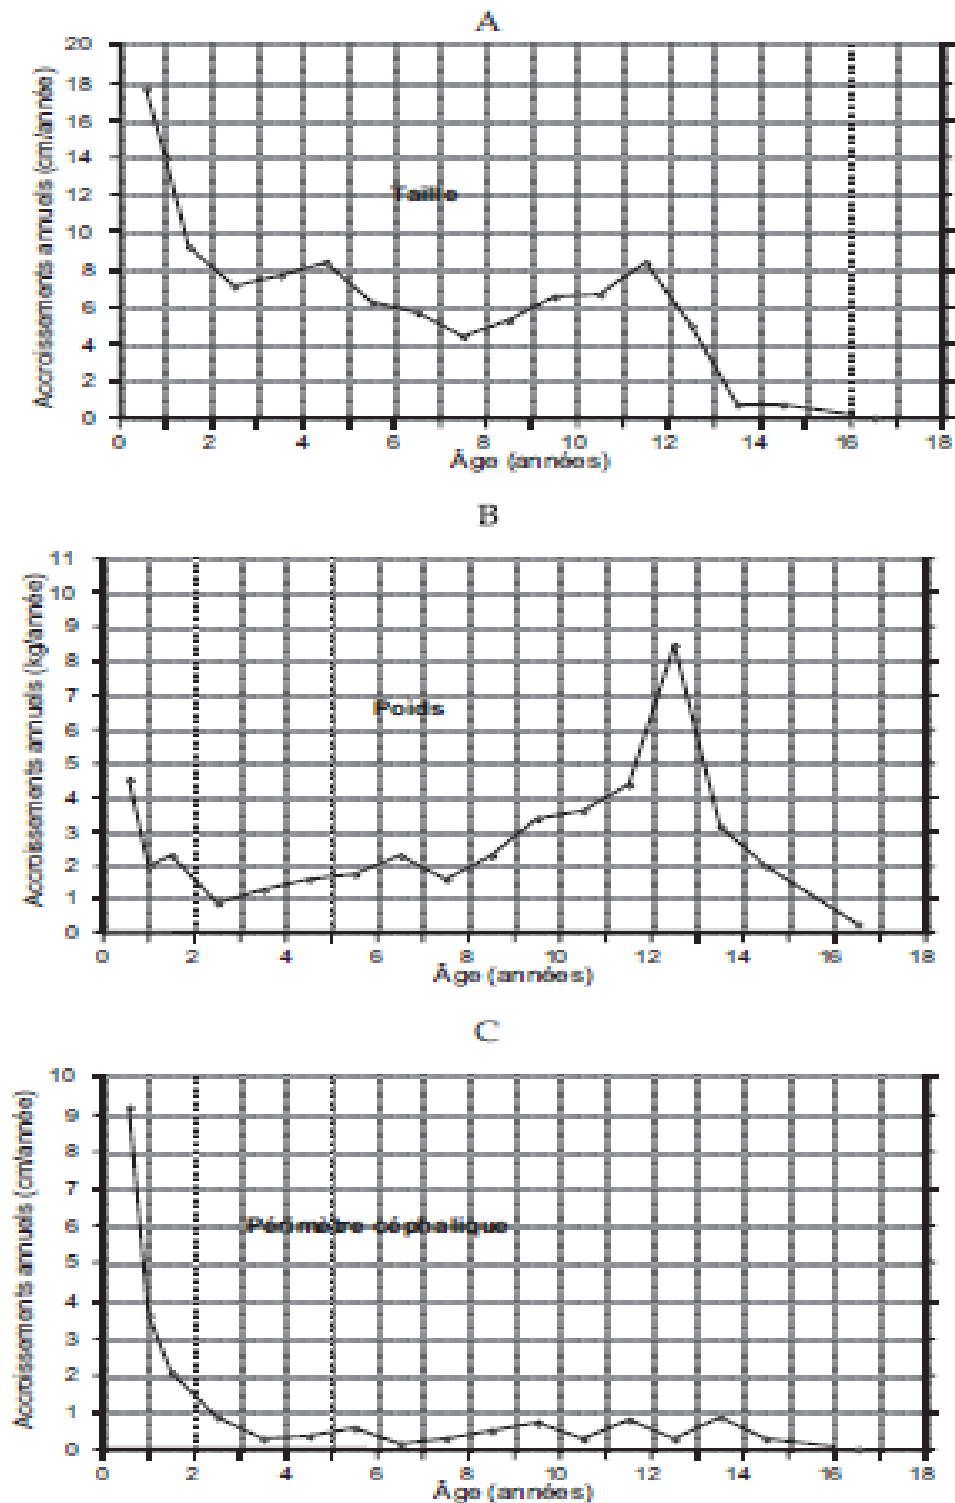 A
Accroissements annuels (cm/année)
20
18
16
14
12
10
8
6
4
2
0
Taille
0 2 4 6 8 10 12 14 16 18
Âge (années)
B
Accroissements annuels (kg/année)
11
10
9
8
7
6
5
4
3
2
1
0
Poids
0 2 4 6 8 10 12 14 16 18
Âge (années)
C
Accroissements annuels (cm/année)
10
9
8
7
6
5
4
3
2
1
0
Périmètre céphalique
0 2 4 6 8 10 12 14 16 18
Âge (années)